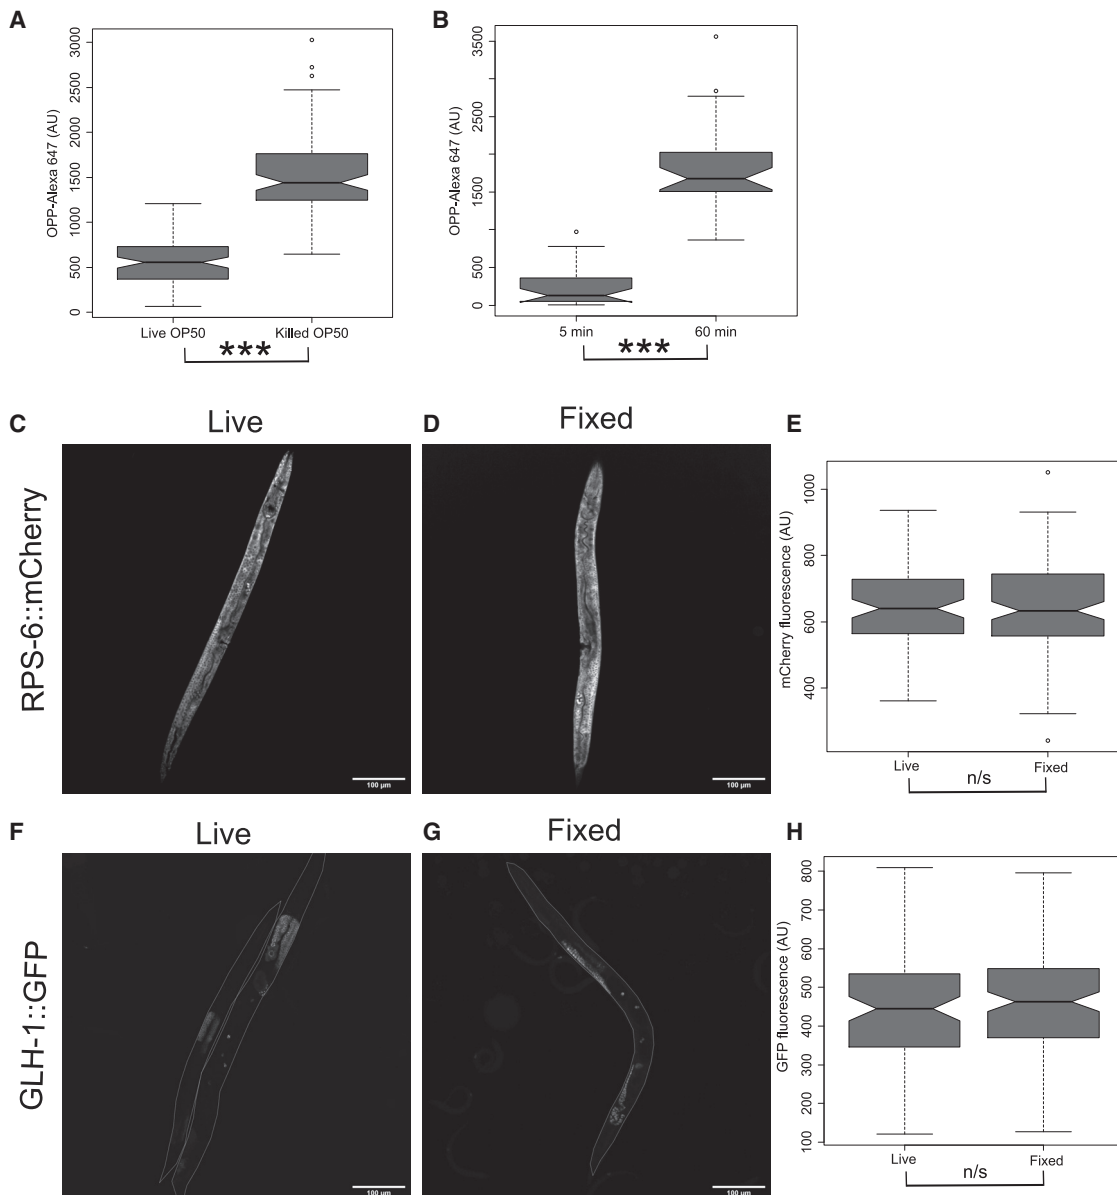 A
OPP-Alexa 647 (AU)
3000
2500
2000
1500
1000
500
0
Live OP50
Killed OP50
***
B
OPP-Alexa 647 (AU)
3500
2500
1500
500
0
5 min
60 min
***
C
Live
RPS-6::mCherry
100 µm
D
Fixed
100 µm
E
mCherry fluorescence (AU)
1000
800
600
400
Live
Fixed
n/s
F
Live
GLH-1::GFP
100 µm
G
Fixed
100 µm
H
GFP fluorescence (AU)
800
700
600
500
400
300
200
100
Live
Fixed
n/s